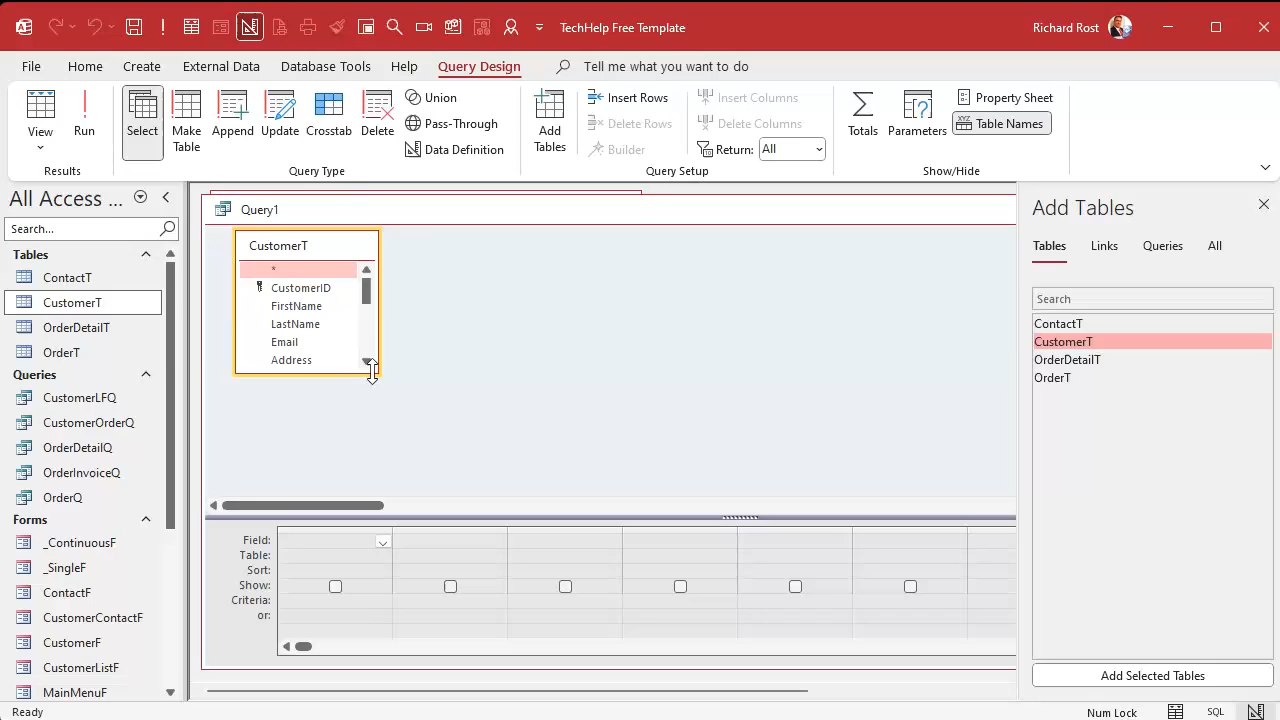 TechHelp Free Template
Richard Rost
File Home Create External Data Database Tools Help Query Design Tell me what you want to do
View
Run
Results
Select
Make Table
Append
Update
Crosstab
Delete
Union
Pass-Through
Data Definition
Query Type
Add Tables
Insert Rows
Delete Rows
Builder
Insert Columns
Delete Columns
Return: All
Query Setup
Totals
Parameters
Property Sheet
XYZ Table Names
Show/Hide
All Access ...
Search...
Tables
ContactT
CustomerT
OrderDetailT
OrderT
Queries
CustomerLFQ
CustomerOrderQ
OrderDetailQ
OrderInvoiceQ
OrderQ
Forms
_ContinuousF
_SingleF
ContactF
CustomerContactF
CustomerF
CustomerListF
MainMenuF
Query1
CustomerT
*
CustomerID
FirstName
LastName
Email
Address
Field:
Table:
Sort:
Show:
Criteria:
or:
Add Tables
Tables Links Queries All
Search
ContactT
CustomerT
OrderDetailT
OrderT
Add Selected Tables
Ready
Num Lock
SQL